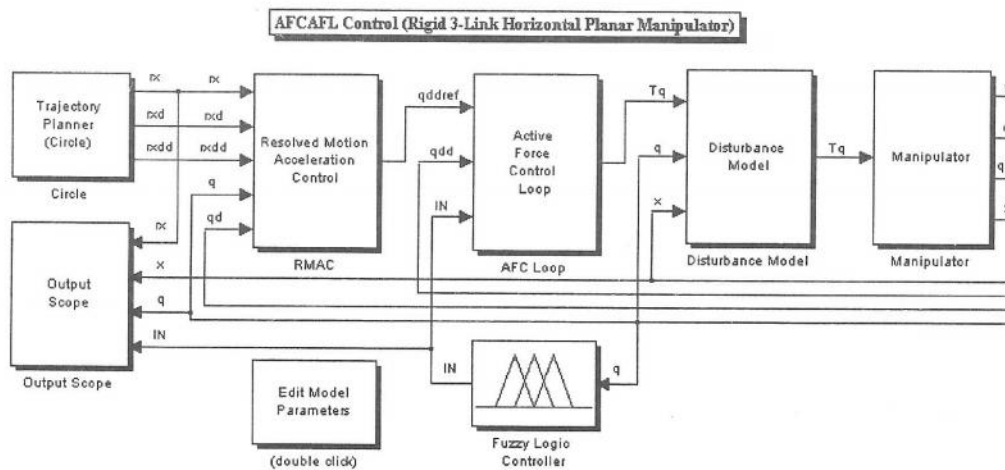 AFCAFL Control (Rigid 3-Link Horizontal Planar Manipulator)
Trajectory
Planner
(Circle)
Circle
rx
rx
rxd
rxd
rxdd
rxdd
q
qd
Resolved Motion
Acceleration
Control
RMAC
qddref
qdd
IN
Active
Force
Control
Loop
AFC Loop
Tq
q
x
Disturbance
Model
Disturbance Model
Tq
Manipulator
Manipulator
Output
Scope
Output Scope
rx
x
q
IN
Edit Model
Parameters
(double click)
IN
q
Fuzzy Logic
Controller